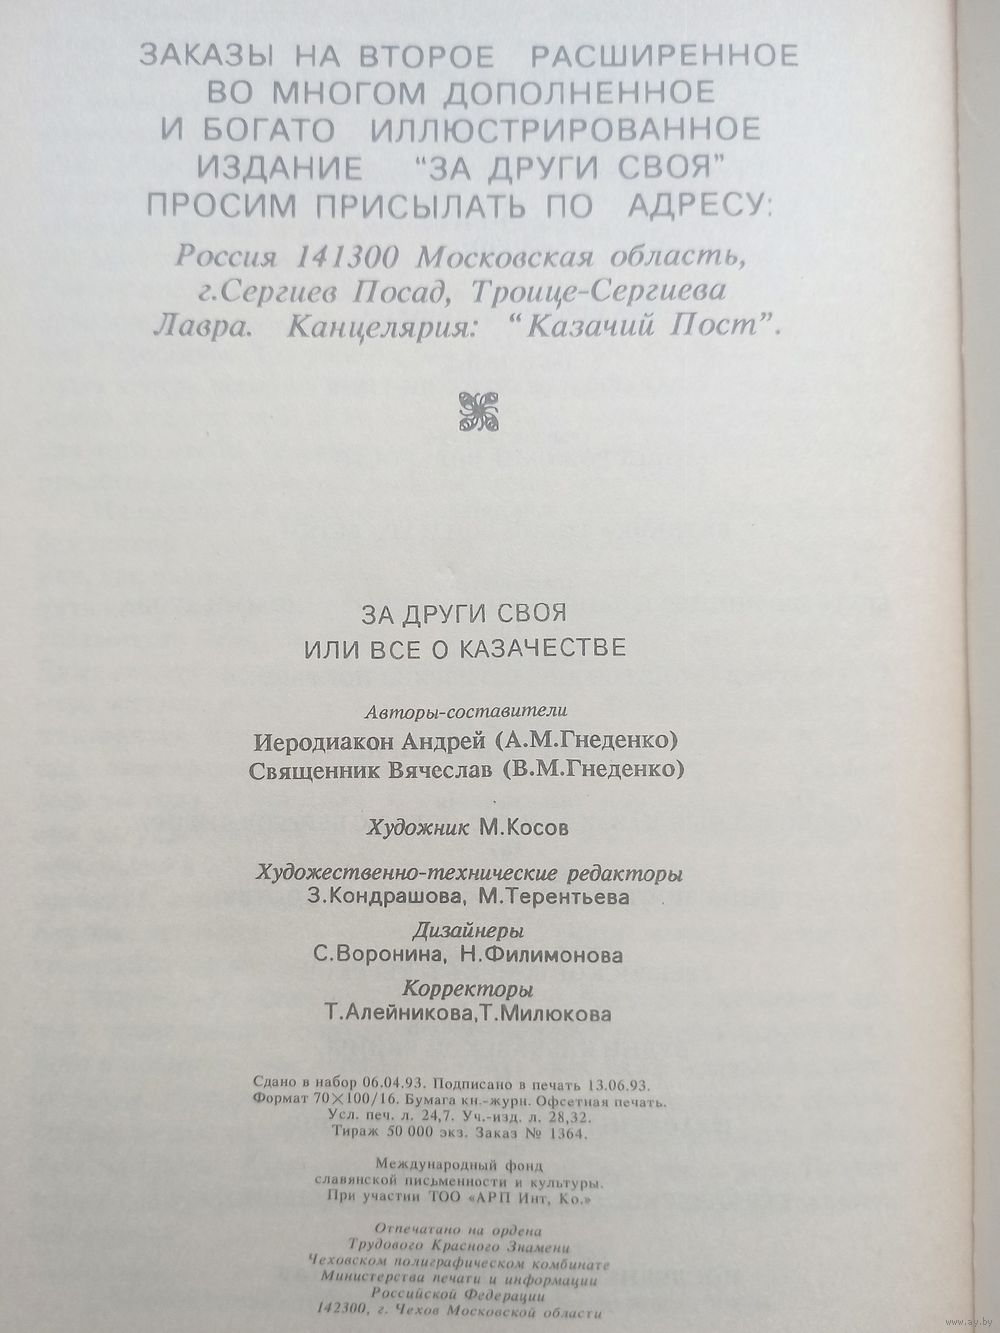 ЗАКАЗЫ НА ВТОРОЕ РАСШИРЕННОЕ
ВО МНОГОМ ДОПОЛНЕННОЕ
И БОГАТО ИЛЛЮСТРИРОВАННОЕ
ИЗДАНИЕ "ЗА ДРУГИ СВОЯ"
ПРОСИМ ПРИСЫЛАТЬ ПО АДРЕСУ:
Россия 141300 Московская область,
г.Сергиев Посад, Троице-Сергиева
Лавра. Канцелярия: "Казачий Пост".
ЗА ДРУГИ СВОЯ
ИЛИ ВСЕ О КАЗАЧЕСТВЕ
Авторы-составители
Иеродиакон Андрей (А.М.Гнеденко)
Священник Вячеслав (В.М.Гнеденко)
Художник М.Косов
Художественно-технические редакторы
З.Кондрашова, М.Терентьева
Дизайнеры
С.Воронина, Н.Филимонова
Корректоры
Т.Алейникова,Т.Милюкова
Сдано в набор 06.04.93. Подписано в печать 13.06.93.
Формат 70×100/16. Бумага кн.-журн. Офсетная печать.
Усл. печ. л. 24,7. Уч.-изд. л. 28,32.
Тираж 50 000 экз. Заказ № 1364.
Международный фонд
славянской письменности и культуры.
При участии ТОО «АРП Инт, Ко.»
Отпечатано на ордена
Трудового Красного Знамени
Чеховском полиграфическом комбинате
Министерства печати и информации
Российской Федерации
142300, г. Чехов Московской области
www.ay.by